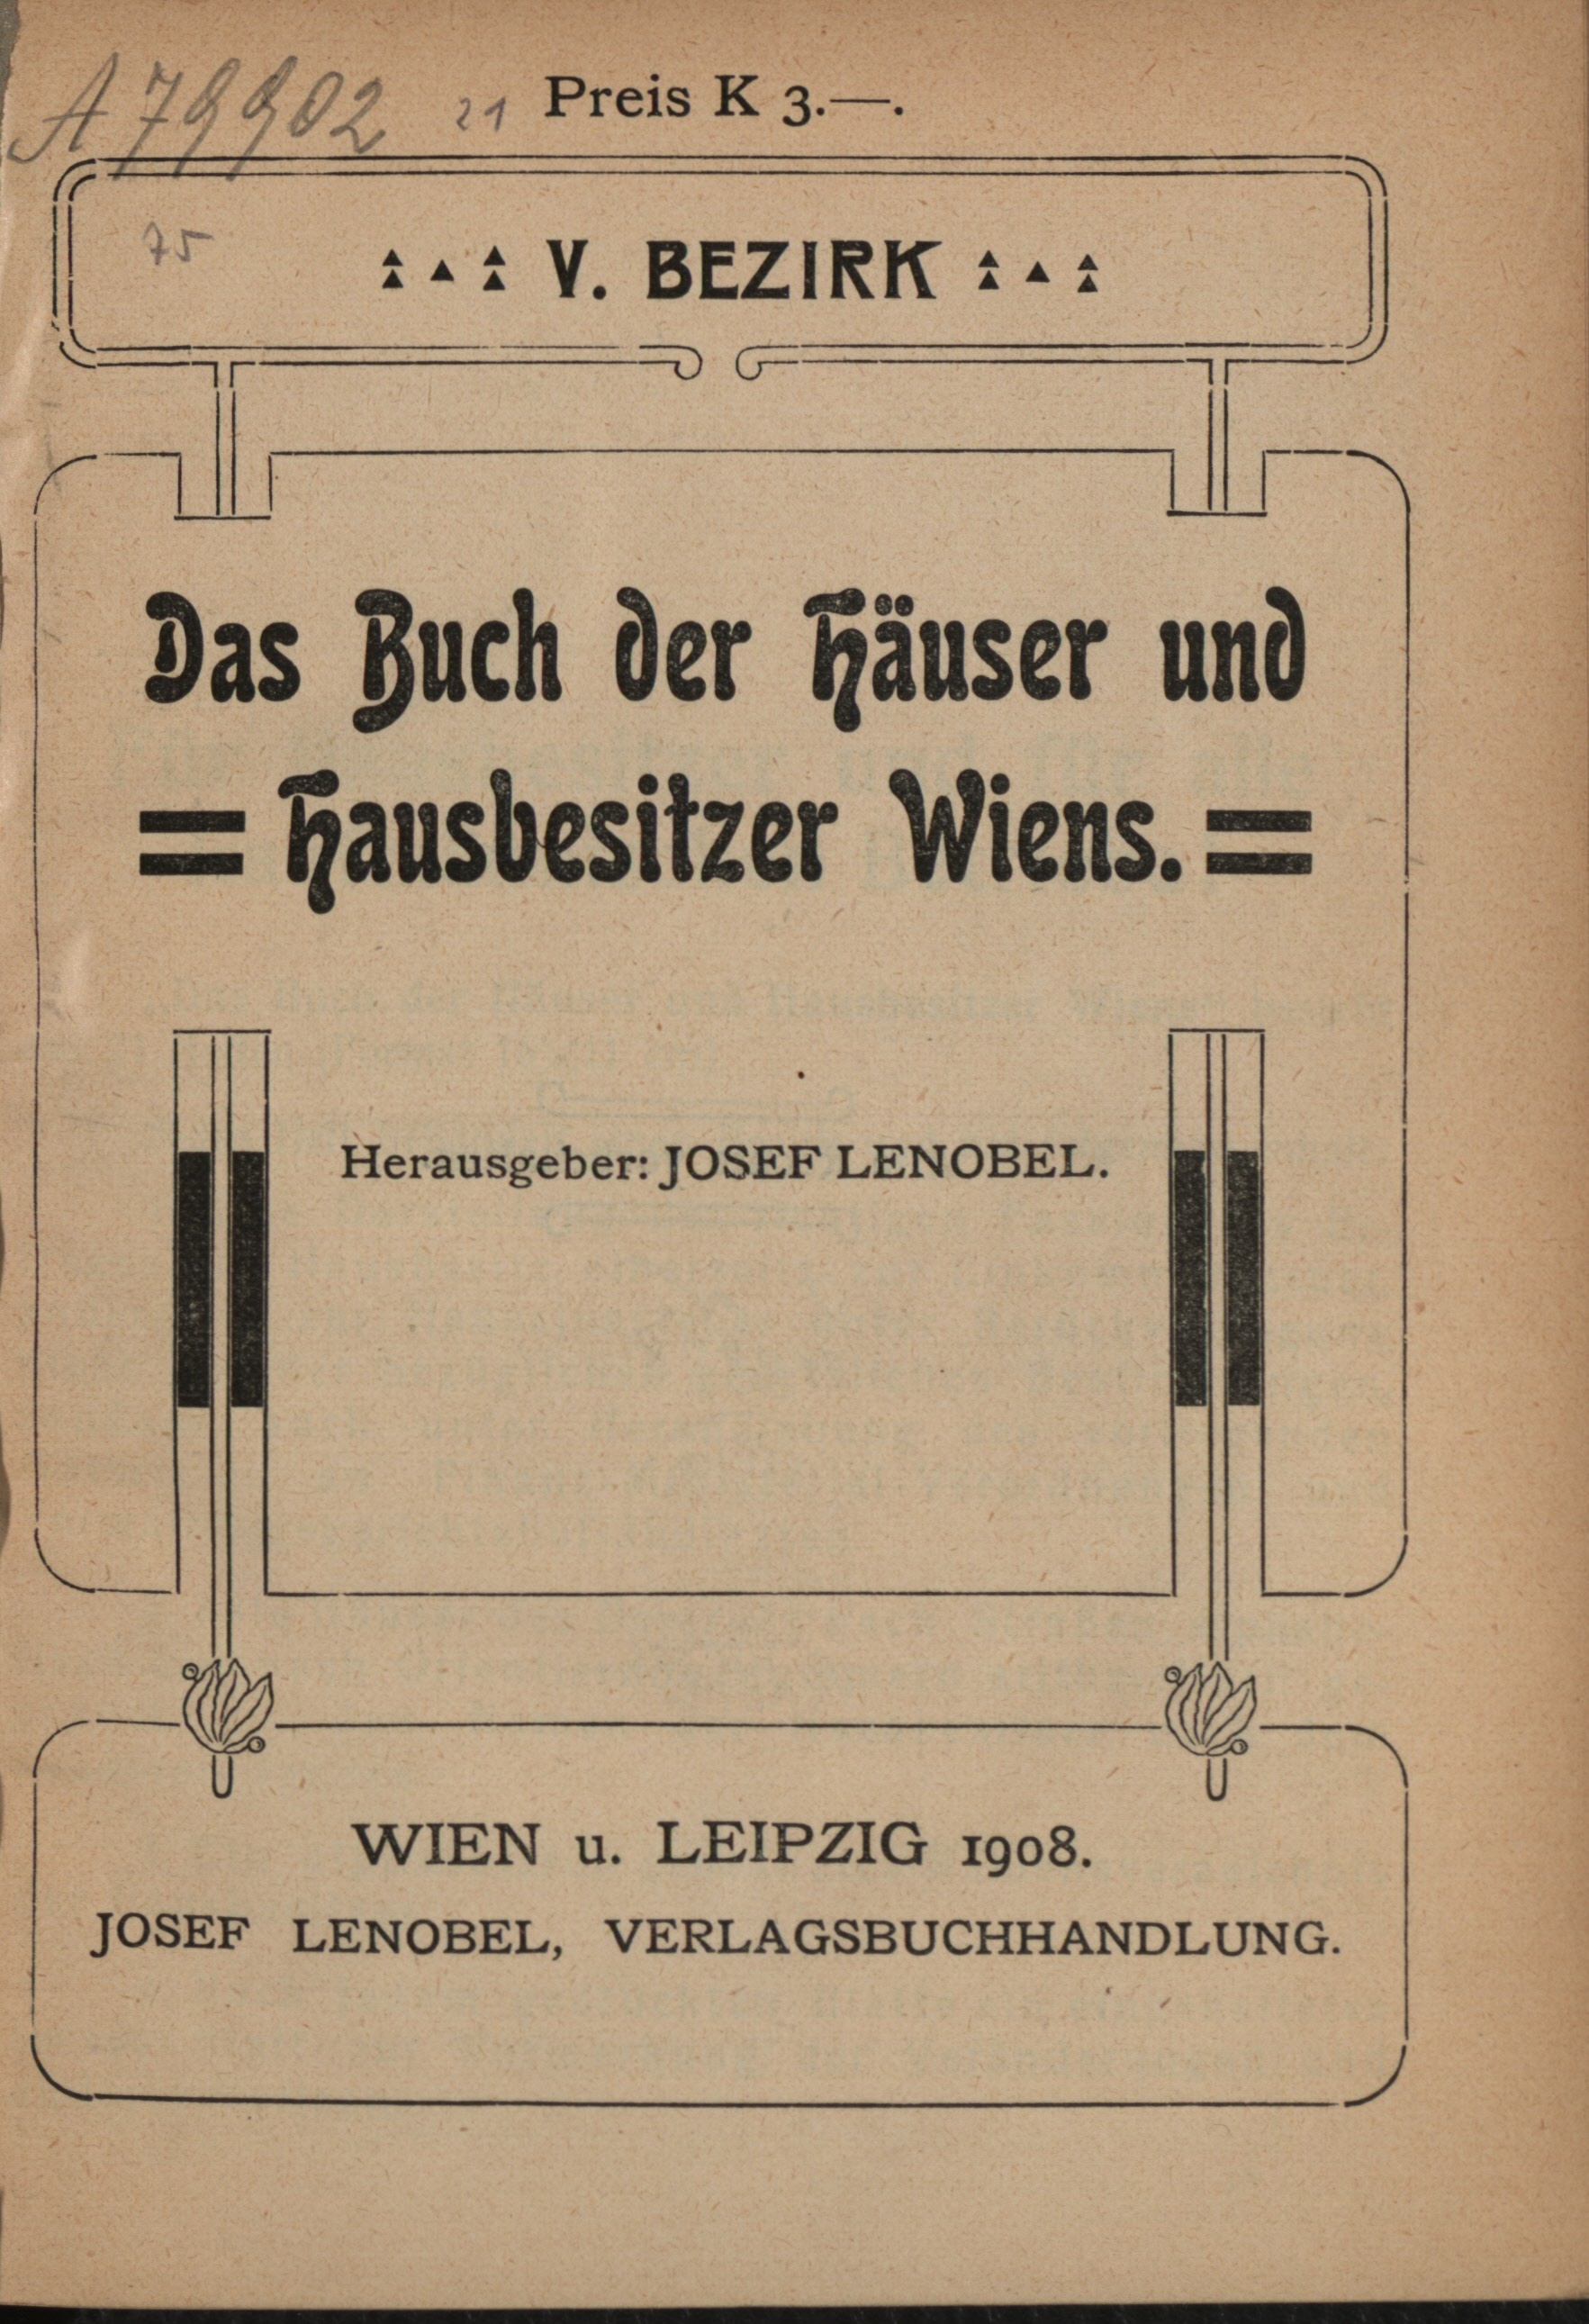 A 79902 21 Preis K 3.—.
75
V. BEZIRK
Das Buch der Häuser und
= Hausbesitzer Wiens. =
Herausgeber: JOSEF LENOBEL.
WIEN u. LEIPZIG 1908.
JOSEF LENOBEL, VERLAGSBUCHHANDLUNG.